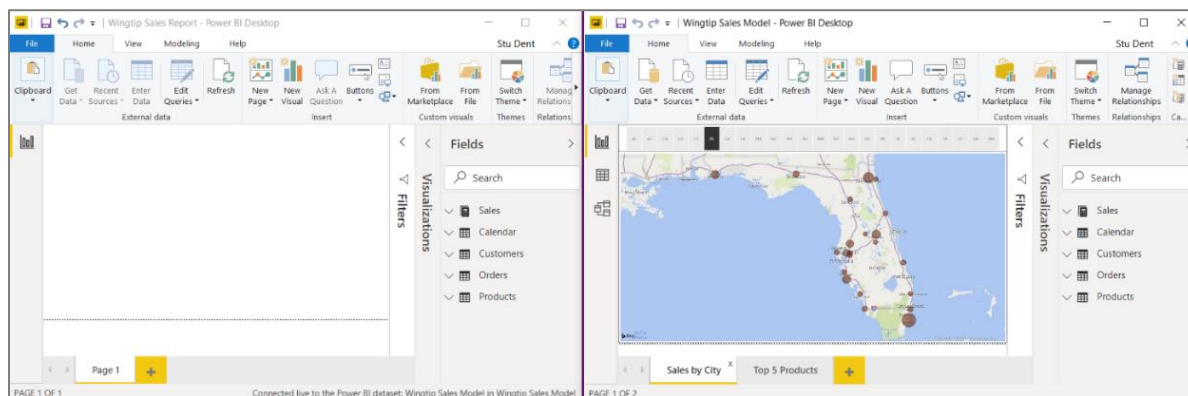 Wingtip Sales Report - Power BI Desktop
File Home View Modeling Help Stu Dent
Clipboard
Get Data
Recent Sources
Enter Data
Edit Queries
Refresh
New Page
New Visual
Ask A Question
Buttons
From Marketplace
From File
Switch Theme
Manag
Relations
External data Insert Custom visuals Themes Relations
Filters
Visualizations
Fields
Search
Sales
Calendar
Customers
Orders
Products
Page 1
PAGE 1 OF 1 Connected live to the Power BI dataset: Wingtip Sales Model in Wingtip Sales Model
Wingtip Sales Model - Power BI Desktop
File Home View Modeling Help Stu Dent
Clipboard
Get Data
Recent Sources
Enter Data
Edit Queries
Refresh
New Page
New Visual
Ask A Question
Buttons
From Marketplace
From File
Switch Theme
Manage Relationships
External data Insert Custom visuals Themes Relationships Ca...
Filters
Visualizations
Fields
Search
Sales
Calendar
Customers
Orders
Products
Sales by City x Top 5 Products
PAGE 1 OF 2